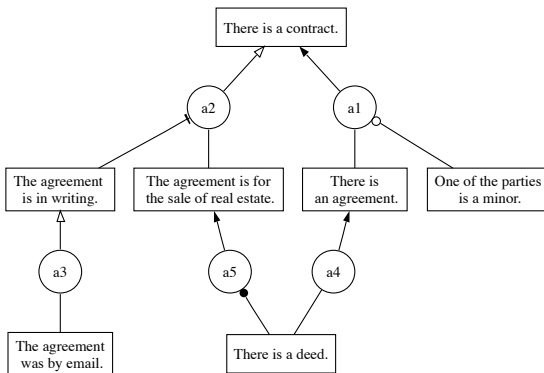 There is a contract.
a2
a1
The agreement
is in writing.
The agreement is for
the sale of real estate.
There is
an agreement.
One of the parties
is a minor.
a3
a5
a4
The agreement
was by email.
There is a deed.